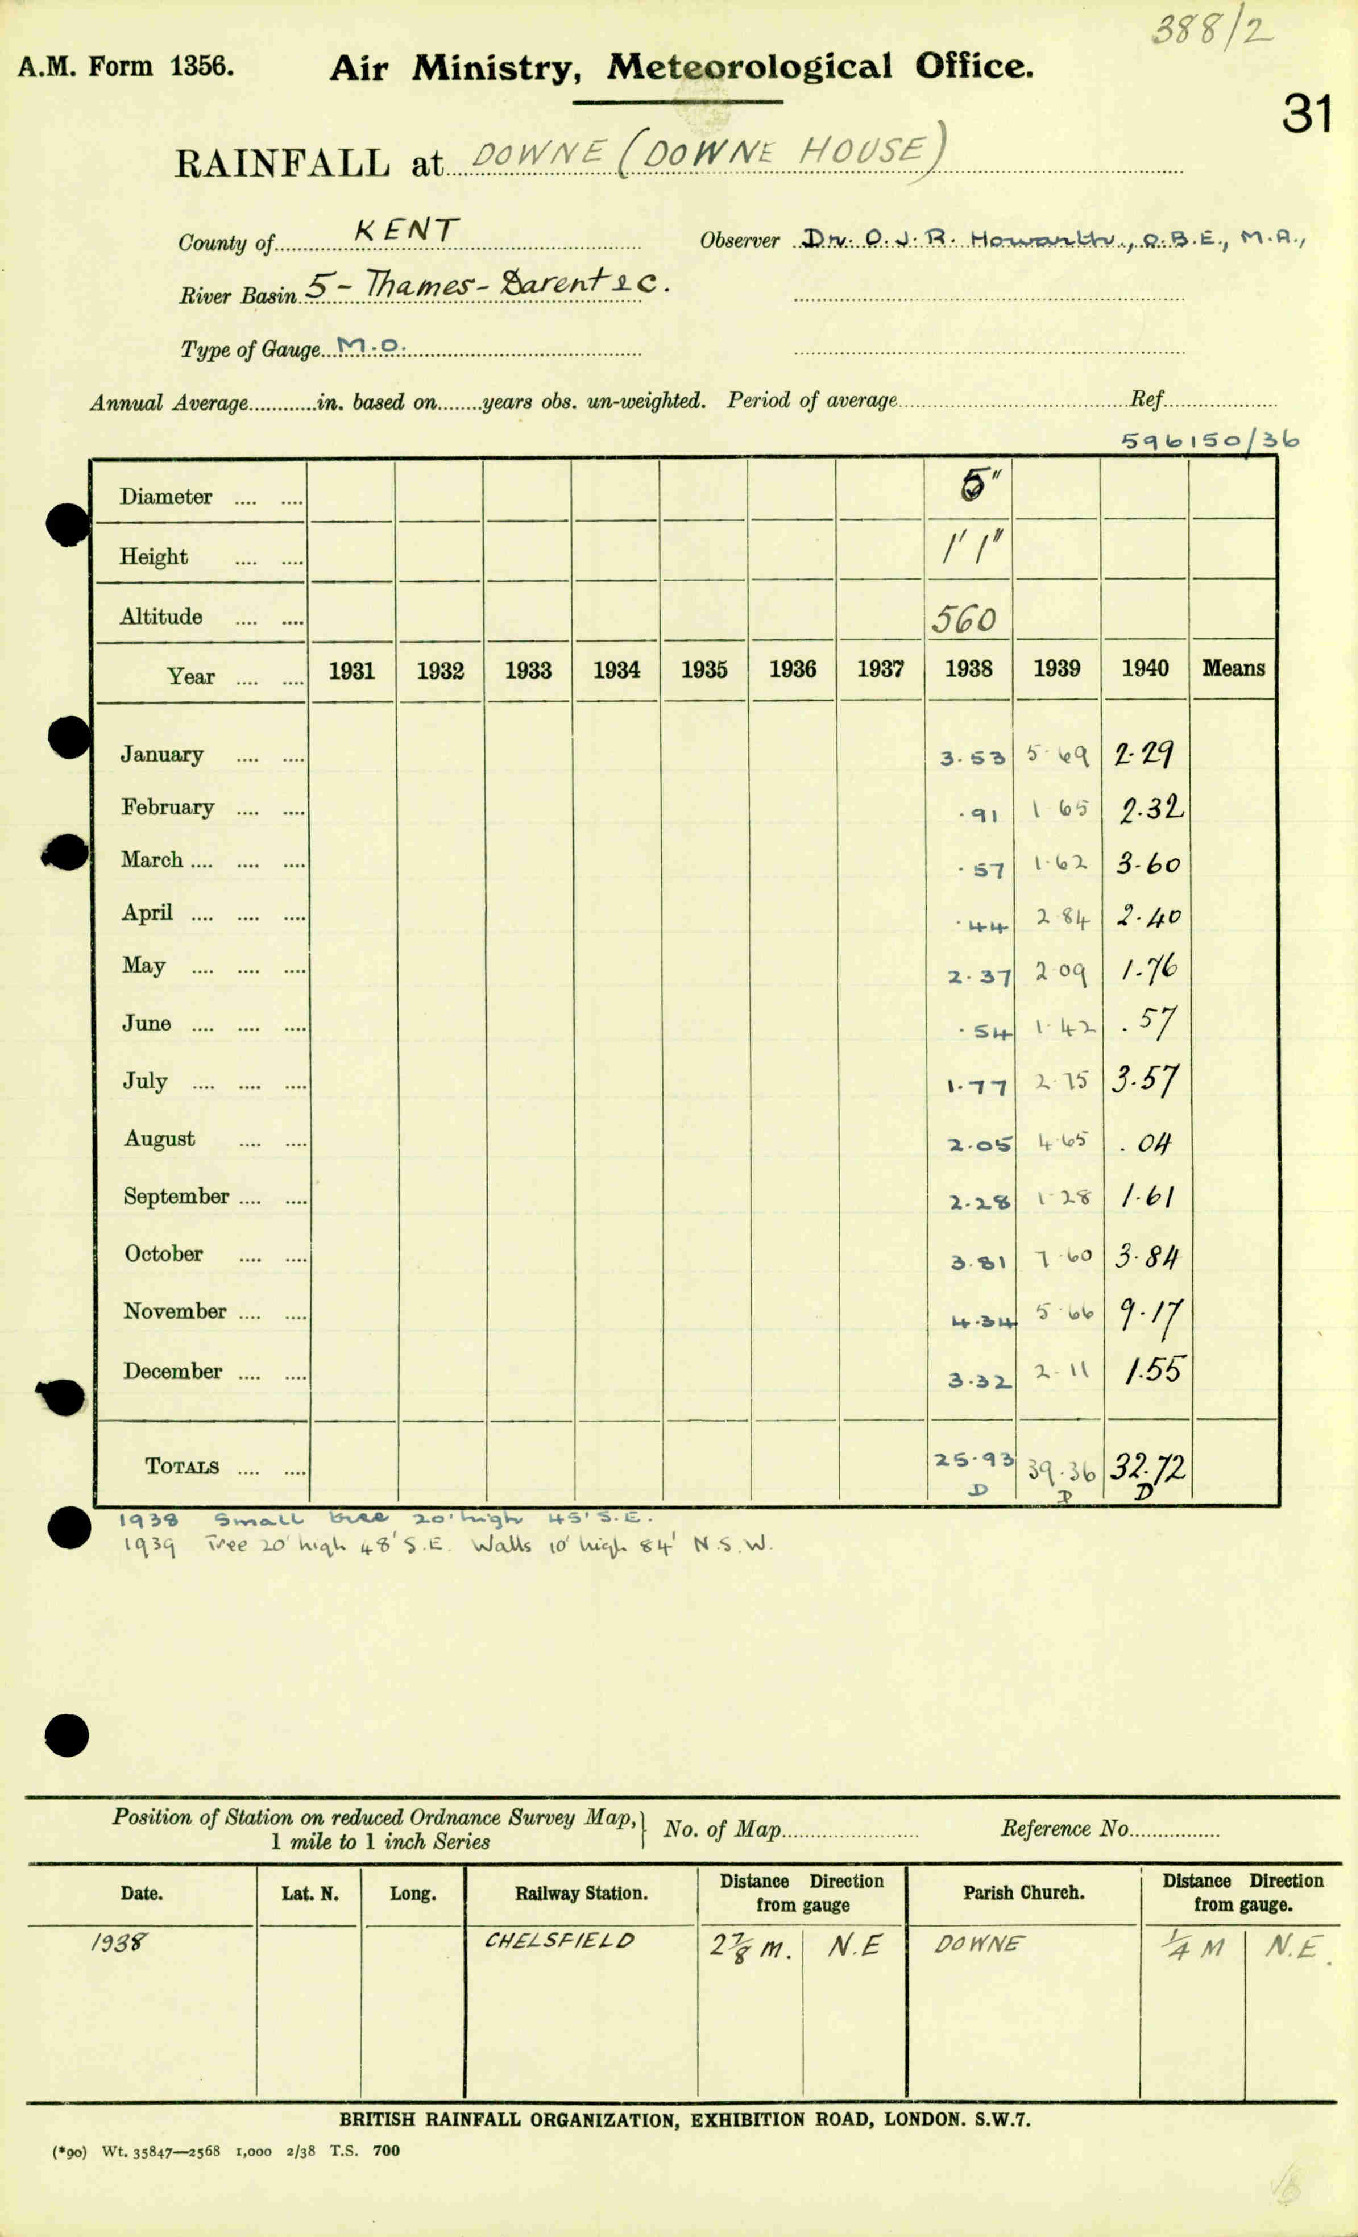 388/2
A.M. Form 1356. Air Ministry, Meteorological Office.
31
RAINFALL at DOWNE (DOWNE HOUSE)
County of KENT Observer Dr. O.J.R. Howarth, O.B.E., M.A.,
River Basin 5 - Thames - Darent &c.
Type of Gauge M.O.
Annual Average............in. based on........years obs. un-weighted. Period of average........ Ref........
596150/36
Diameter .... .... 5"
Height .... .... 1' 1"
Altitude .... .... 560
Year .... .... 1931 1932 1933 1934 1935 1936 1937 1938 1939 1940 Means
January .... .... 3.53 5.69 2.29
February .... .... .91 1 65 2.32
March .... .... .... .57 1.62 3.60
April .... .... .... .44 2 84 2.40
May .... .... .... 2.37 2 09 1.76
June .... .... .... .54 1.42 .57
July .... .... .... 1.77 2.75 3.57
August .... .... 2.05 4.65 .04
September .... .... 2.28 1.28 1.61
October .... .... 3.81 7.60 3.84
November .... .... 4.34 5.66 9.17
December .... .... 3.32 2.11 1.55
TOTALS .... .... 25.93 39.36 32.72
D D D
1938 Small tree 20' high 45' S.E.
1939 Tree 20' high 48' S.E. Walls 10' high 84' N.S.W.
Position of Station on reduced Ordnance Survey Map, 1 mile to 1 inch Series } No. of Map........ Reference No........
Date. Lat. N. Long. Railway Station. Distance Direction from gauge Parish Church. Distance Direction from gauge.
1938 CHELSFIELD 2⅞ m. N.E DOWNE ¼ M N.E.
BRITISH RAINFALL ORGANIZATION, EXHIBITION ROAD, LONDON. S.W.7.
(*90) Wt. 35847—2568 1,000 2/38 T.S. 700